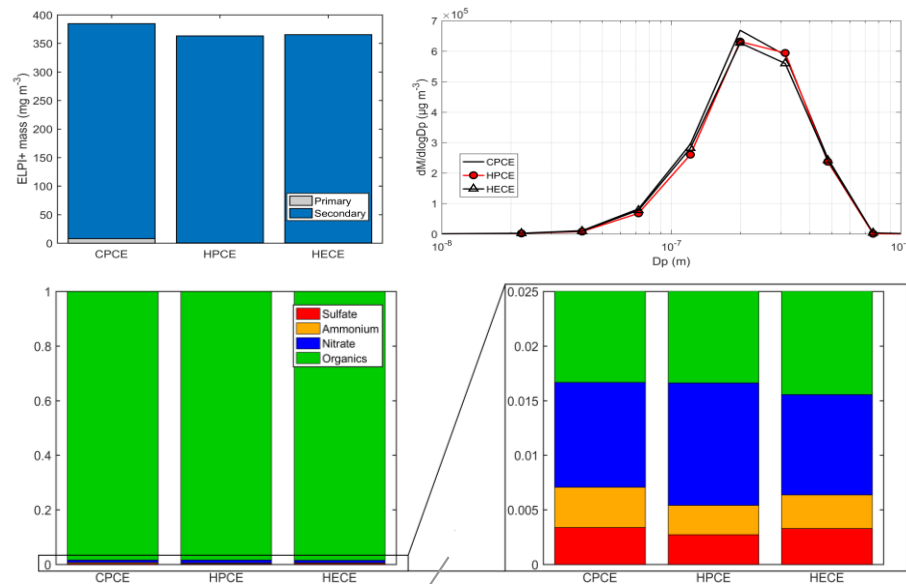 400
350
300
250
200
150
100
50
0
ELPI+ mass (mg m⁻³)
Primary
Secondary
CPCE HPCE HECE
×10⁵
7
6
5
4
3
2
1
0
dM/dlogDp (µg m⁻³)
CPCE
HPCE
HECE
10⁻⁸ 10⁻⁷
Dp (m)
1
0.8
0.6
0.4
0.2
0
Sulfate
Ammonium
Nitrate
Organics
CPCE HPCE HECE
0.025
0.02
0.015
0.01
0.005
0
CPCE HPCE HECE